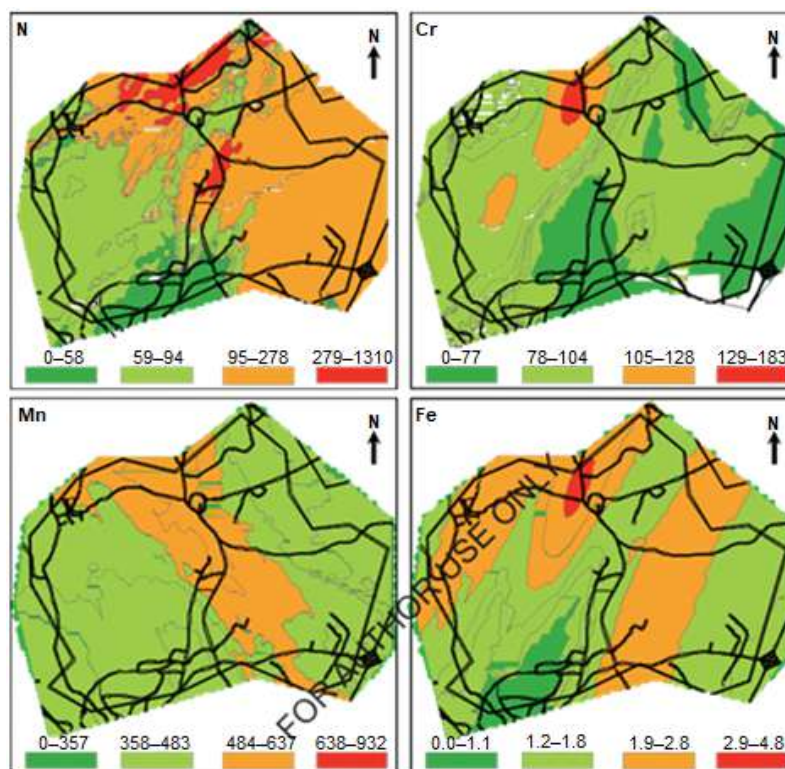 N
N
0–58 59–94 95–278 279–1310
Cr
N
0–77 78–104 105–128 129–183
Mn
N
0–357 358–483 484–637 638–932
Fe
N
0.0–1.1 1.2–1.8 1.9–2.8 2.9–4.8
FOR AUTHOR USE ONLY